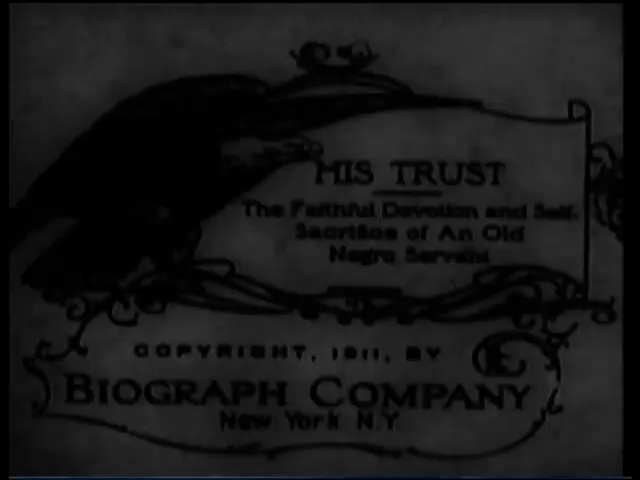 HIS TRUST
The Faithful Devotion and Self-
Sacrifice of An Old
Negro Servant
COPYRIGHT, 1911, BY
BIOGRAPH COMPANY
New York N.Y.